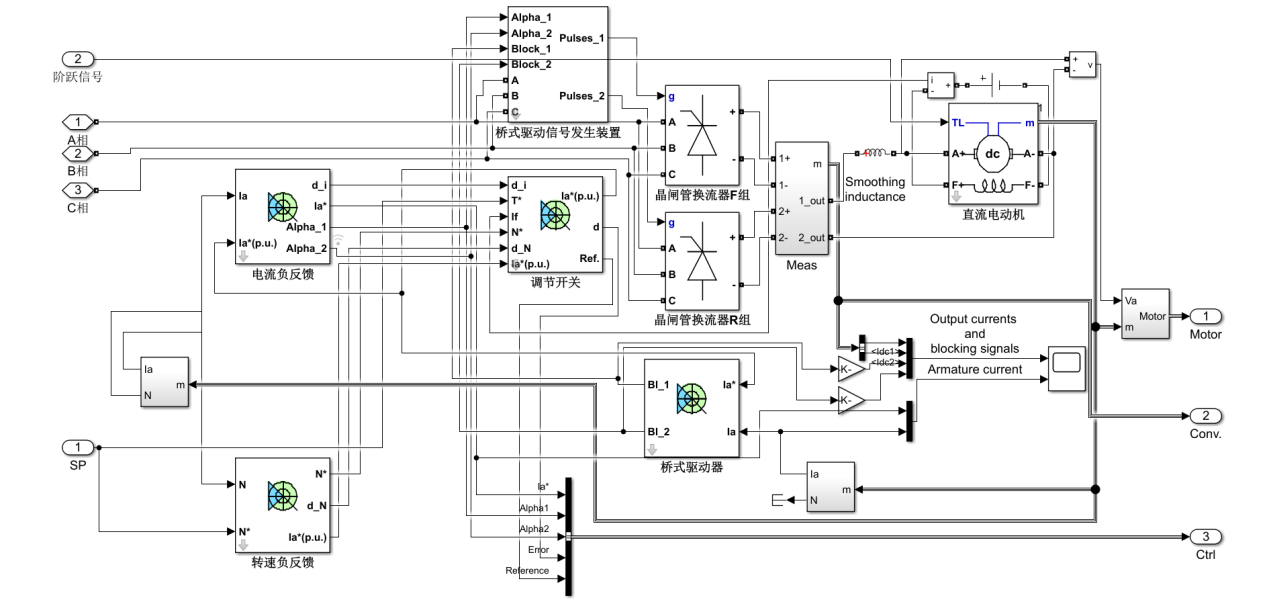 2
阶跃信号
1
A相
2
B相
3
C相
Alpha_1
Alpha_2
Block_1
Block_2
A
B
C
Pulses_1
Pulses_2
桥式驱动信号发生装置
g
A
B
C
+
-
晶闸管换流器F组
g
A
B
C
+
-
晶闸管换流器R组
1+
1-
2+
2-
m
1_out
2_out
Meas
Smoothing
inductance
i
+
-
+
+
-
v
TL
m
A+
dc
A-
F+
F-
1
直流电动机
Ia
Ia*(p.u.)
d_i
Ia*
Alpha_1
Alpha_2
电流负反馈
d_i
T*
If
N*
d_N
Ia*(p.u.)
Ia*(p.u.)
d
Ref.
调节开关
Va
m
Motor
1
Motor
Output currents
and
blocking signals
<Idc1>
<Idc2>
Armature current
K-
K-
Ia
N
m
Bl_1
Bl_2
Ia*
Ia
桥式驱动器
2
Conv.
1
SP
N
N*
N*
d_N
Ia*(p.u.)
转速负反馈
Ia
N
m
Ia*
Alpha1
Alpha2
Error
Reference
3
Ctrl